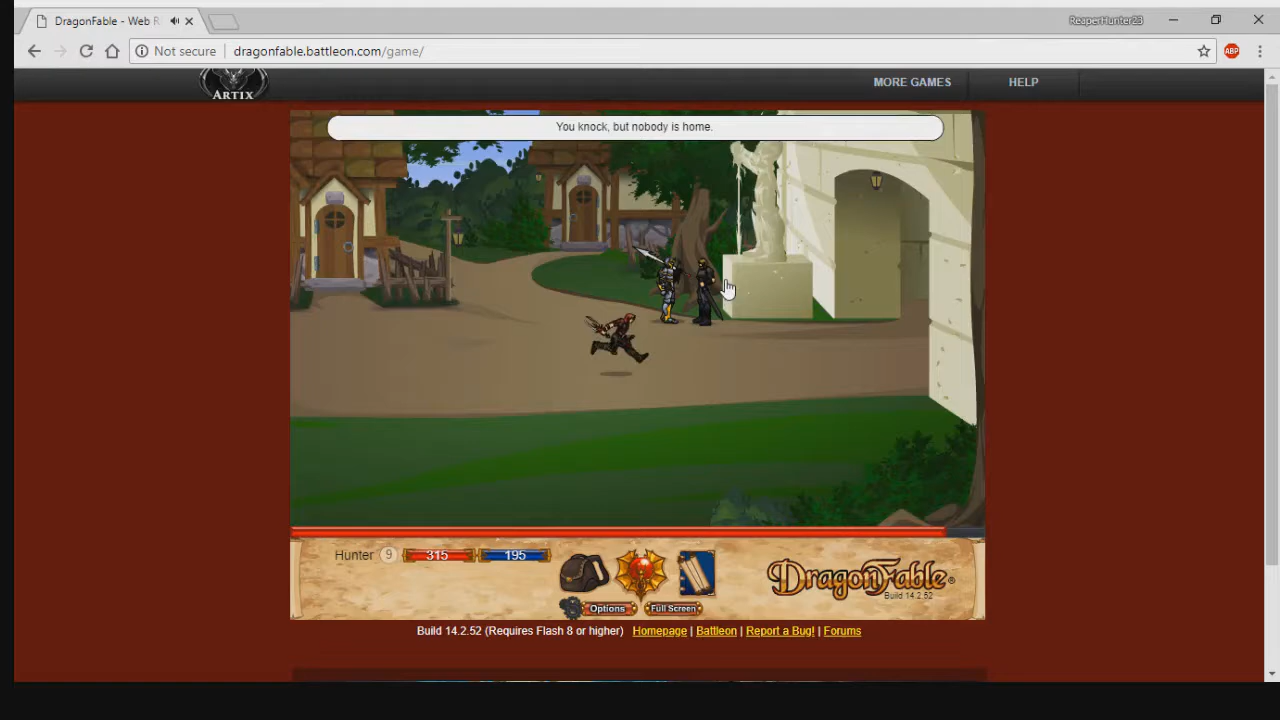 DragonFable - Web R
ReaperHunter23
Not secure
dragonfable.battleon.com/game/
ABP
ARTIX
MORE GAMES
HELP
You knock, but nobody is home.
Hunter 9 315 195
DragonFable
Build 14.2.52
Options
Full Screen
Build 14.2.52 (Requires Flash 8 or higher) Homepage | Battleon | Report a Bug! | Forums